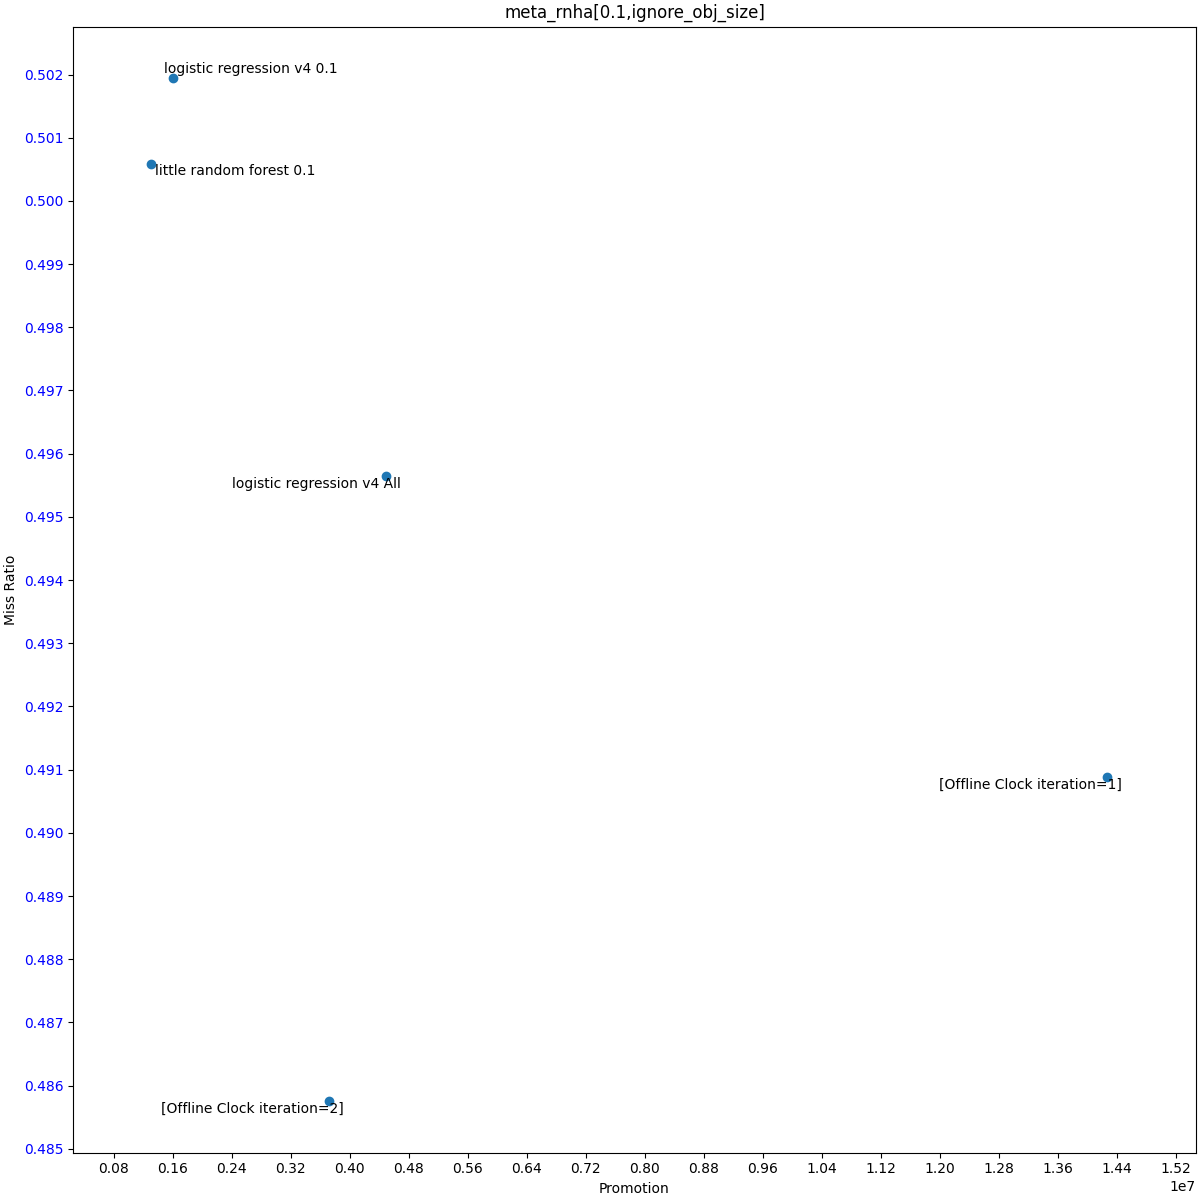 meta_rnha[0.1,ignore_obj_size]
logistic regression v4 0.1
little random forest 0.1
logistic regression v4 All
[Offline Clock iteration=1]
[Offline Clock iteration=2]
Miss Ratio
0.502
0.501
0.500
0.499
0.498
0.497
0.496
0.495
0.494
0.493
0.492
0.491
0.490
0.489
0.488
0.487
0.486
0.485
0.08 0.16 0.24 0.32 0.40 0.48 0.56 0.64 0.72 0.80 0.88 0.96 1.04 1.12 1.20 1.28 1.36 1.44 1.52
1e7
Promotion